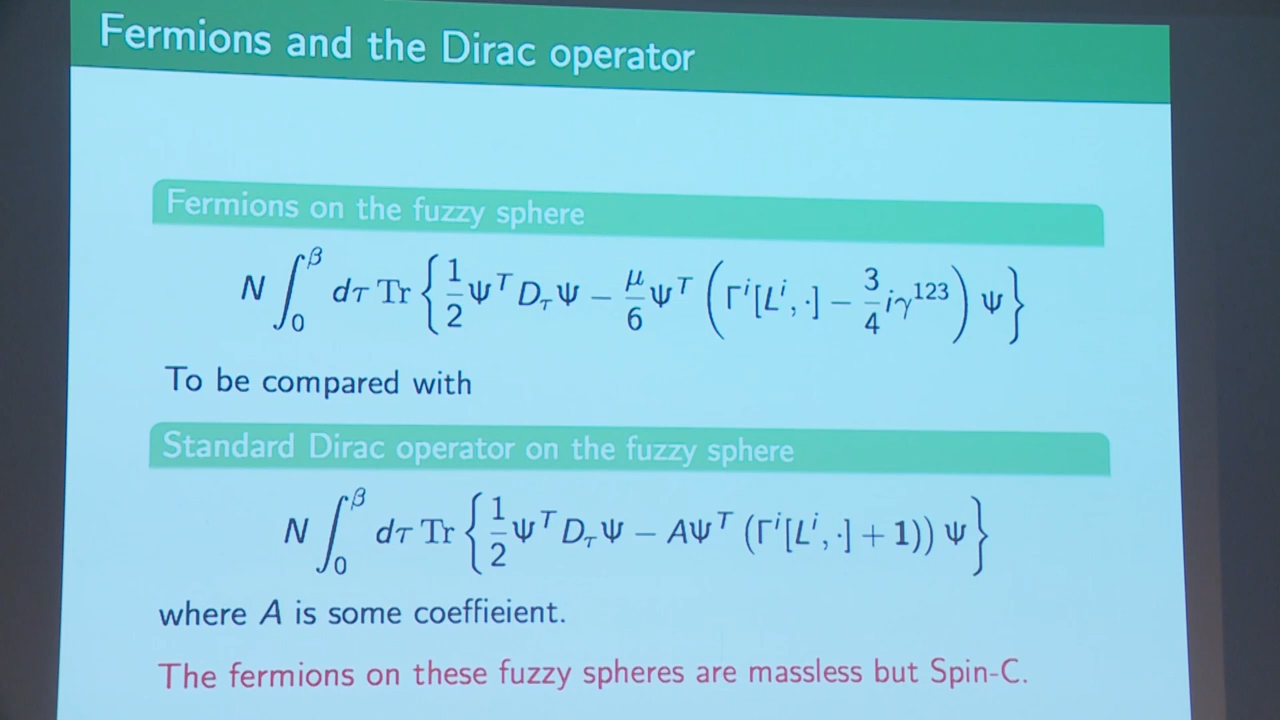 Fermions and the Dirac operator
Fermions on the fuzzy sphere
N ∫₀^β dτ Tr { 1/2 Ψ^T D_τ Ψ − μ/6 Ψ^T ( Γ^i [L^i, ·] − 3/4 iγ^123 ) Ψ }
To be compared with
Standard Dirac operator on the fuzzy sphere
N ∫₀^β dτ Tr { 1/2 Ψ^T D_τ Ψ − AΨ^T (Γ^i [L^i, ·] + 1)) Ψ }
where A is some coeffieient.
The fermions on these fuzzy spheres are massless but Spin-C.